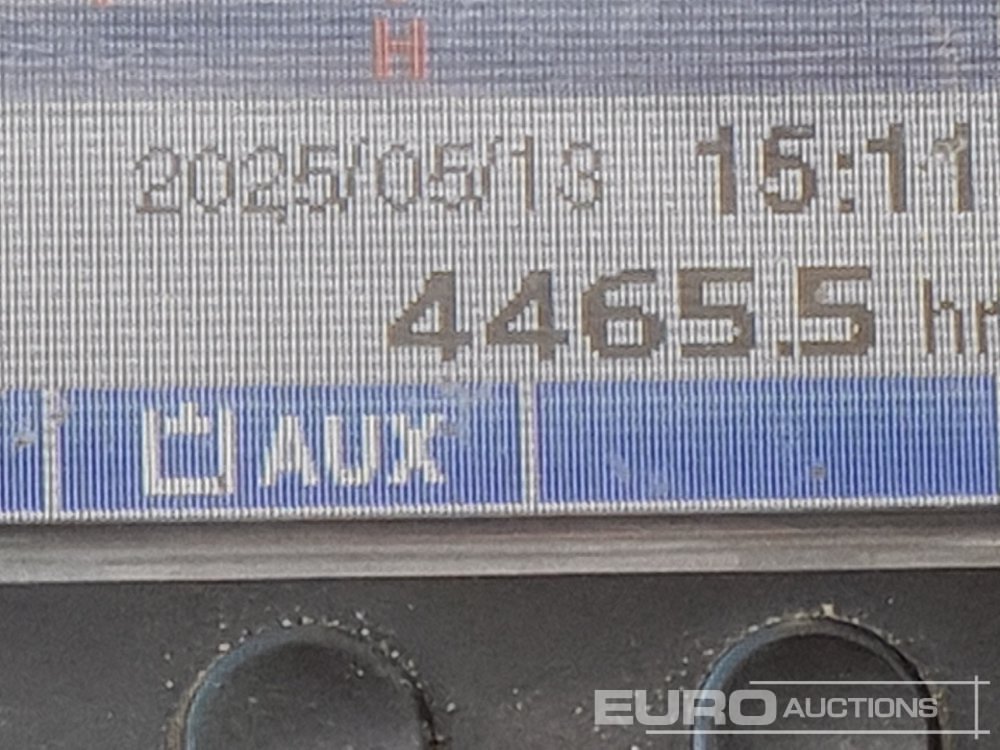 H
2025/05/13 15:11
4465.5 hr
AUX
EURO AUCTIONS